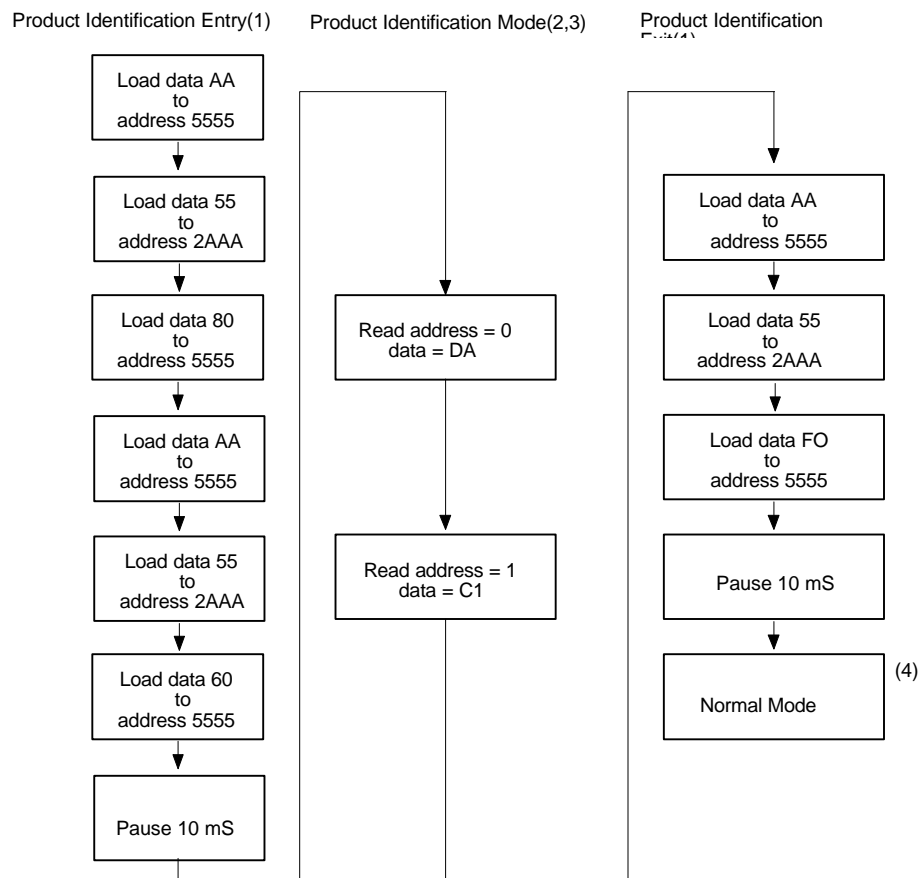 Product Identification Entry(1)
Load data AA
to
address 5555
Load data 55
to
address 2AAA
Load data 80
to
address 5555
Load data AA
to
address 5555
Load data 55
to
address 2AAA
Load data 60
to
address 5555
Pause 10 mS
Product Identification Mode(2,3)
Read address = 0
data = DA
Read address = 1
data = C1
Product Identification
Exit(1)
Load data AA
to
address 5555
Load data 55
to
address 2AAA
Load data FO
to
address 5555
Pause 10 mS
Normal Mode
(4)